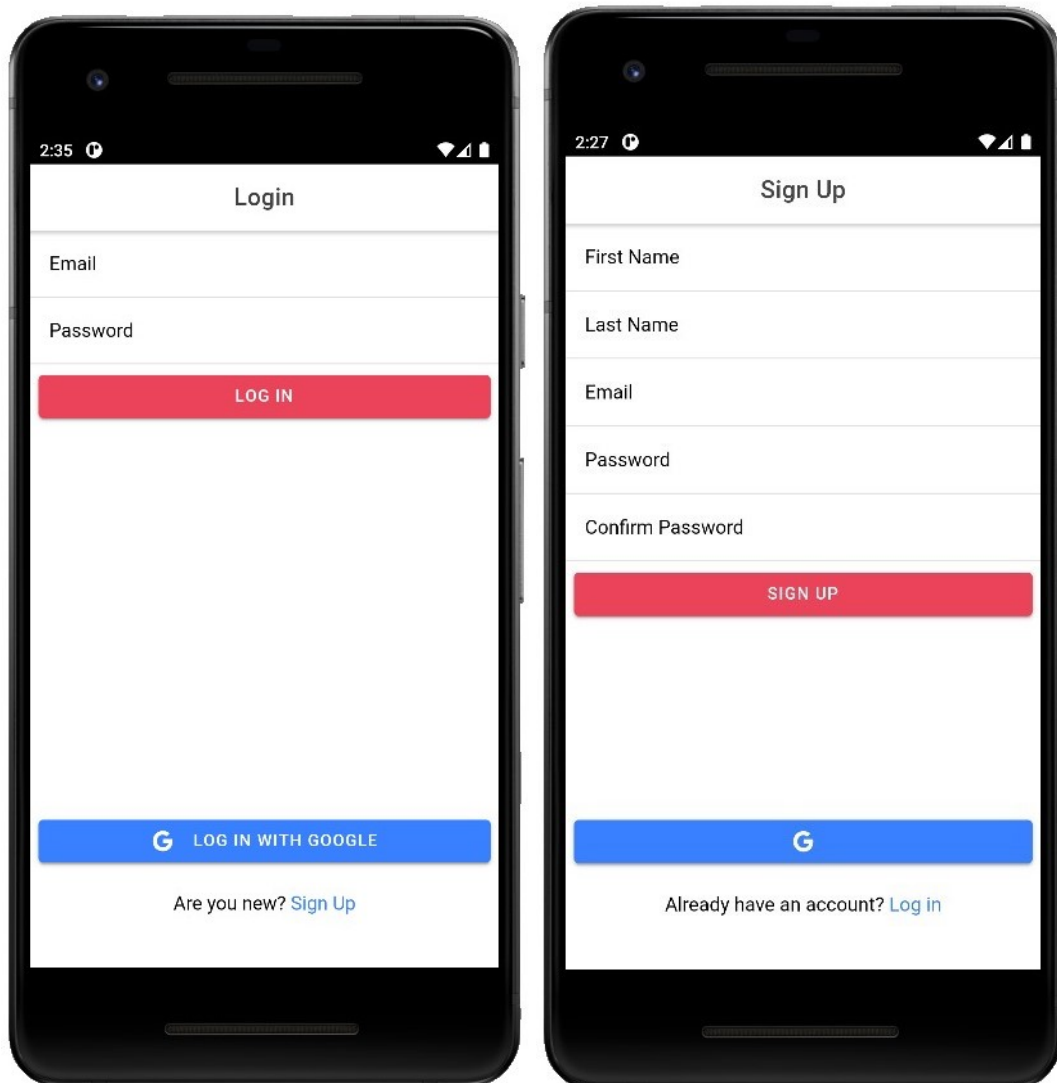 2:35
Login
Email
Password
LOG IN
G LOG IN WITH GOOGLE
Are you new? Sign Up
2:27
Sign Up
First Name
Last Name
Email
Password
Confirm Password
SIGN UP
G
Already have an account? Log in